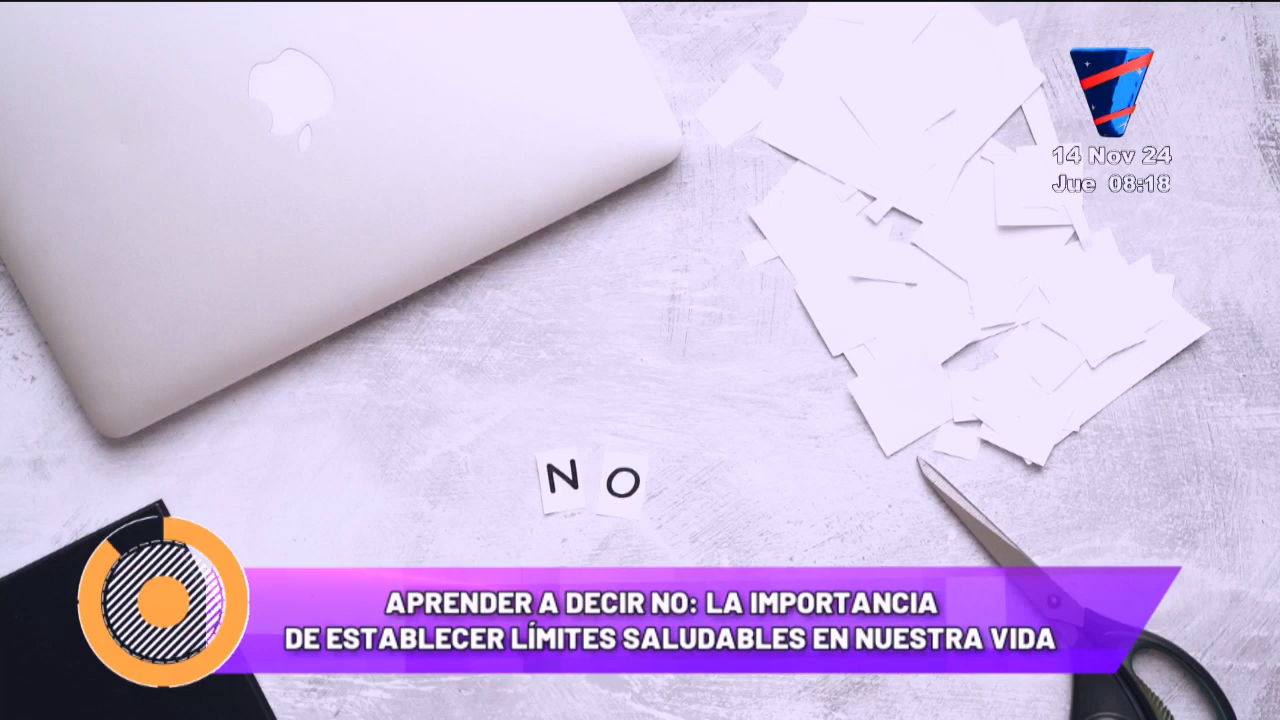 14 Nov 24
Jue 08:18
NO
APRENDER A DECIR NO: LA IMPORTANCIA
DE ESTABLECER LÍMITES SALUDABLES EN NUESTRA VIDA